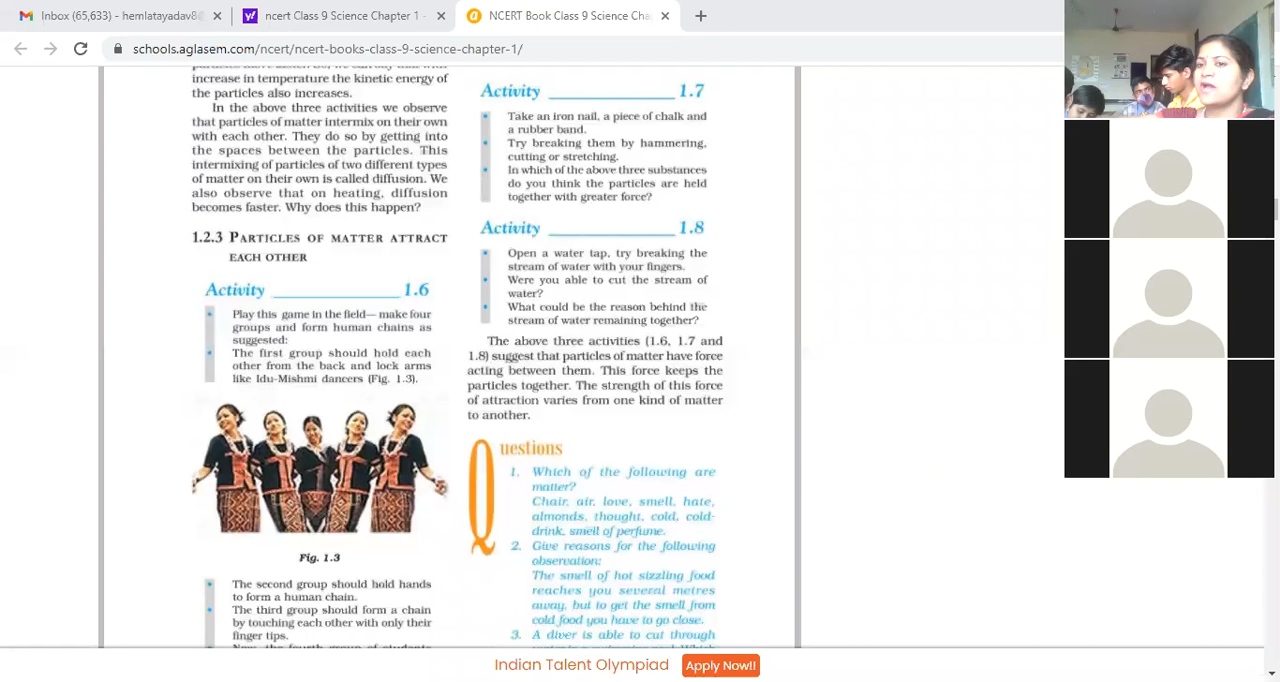 Inbox (65,633) - hemlatayadav8@
ncert Class 9 Science Chapter 1 -
NCERT Book Class 9 Science Cha
schools.aglasem.com/ncert/ncert-books-class-9-science-chapter-1/
increase in temperature the kinetic energy of
the particles also increases.
In the above three activities we observe
that particles of matter intermix on their own
with each other. They do so by getting into
the spaces between the particles. This
intermixing of particles of two different types
of matter on their own is called diffusion. We
also observe that on heating, diffusion
becomes faster. Why does this happen?
1.2.3 PARTICLES OF MATTER ATTRACT
EACH OTHER
Activity ______________ 1.6
Play this game in the field— make four
groups and form human chains as
suggested:
The first group should hold each
other from the back and lock arms
like Idu-Mishmi dancers (Fig. 1.3).
Fig. 1.3
The second group should hold hands
to form a human chain.
The third group should form a chain
by touching each other with only their
finger tips.
Now, the fourth group of students
Activity ______________ 1.7
Take an iron nail, a piece of chalk and
a rubber band.
Try breaking them by hammering,
cutting or stretching.
In which of the above three substances
do you think the particles are held
together with greater force?
Activity ______________ 1.8
Open a water tap, try breaking the
stream of water with your fingers.
Were you able to cut the stream of
water?
What could be the reason behind the
stream of water remaining together?
The above three activities (1.6, 1.7 and
1.8) suggest that particles of matter have force
acting between them. This force keeps the
particles together. The strength of this force
of attraction varies from one kind of matter
to another.
Questions
1. Which of the following are
matter?
Chair, air, love, smell, hate,
almonds, thought, cold, cold-
drink, smell of perfume.
2. Give reasons for the following
observation:
The smell of hot sizzling food
reaches you several metres
away, but to get the smell from
cold food you have to go close.
3. A diver is able to cut through
Indian Talent Olympiad Apply Now!!